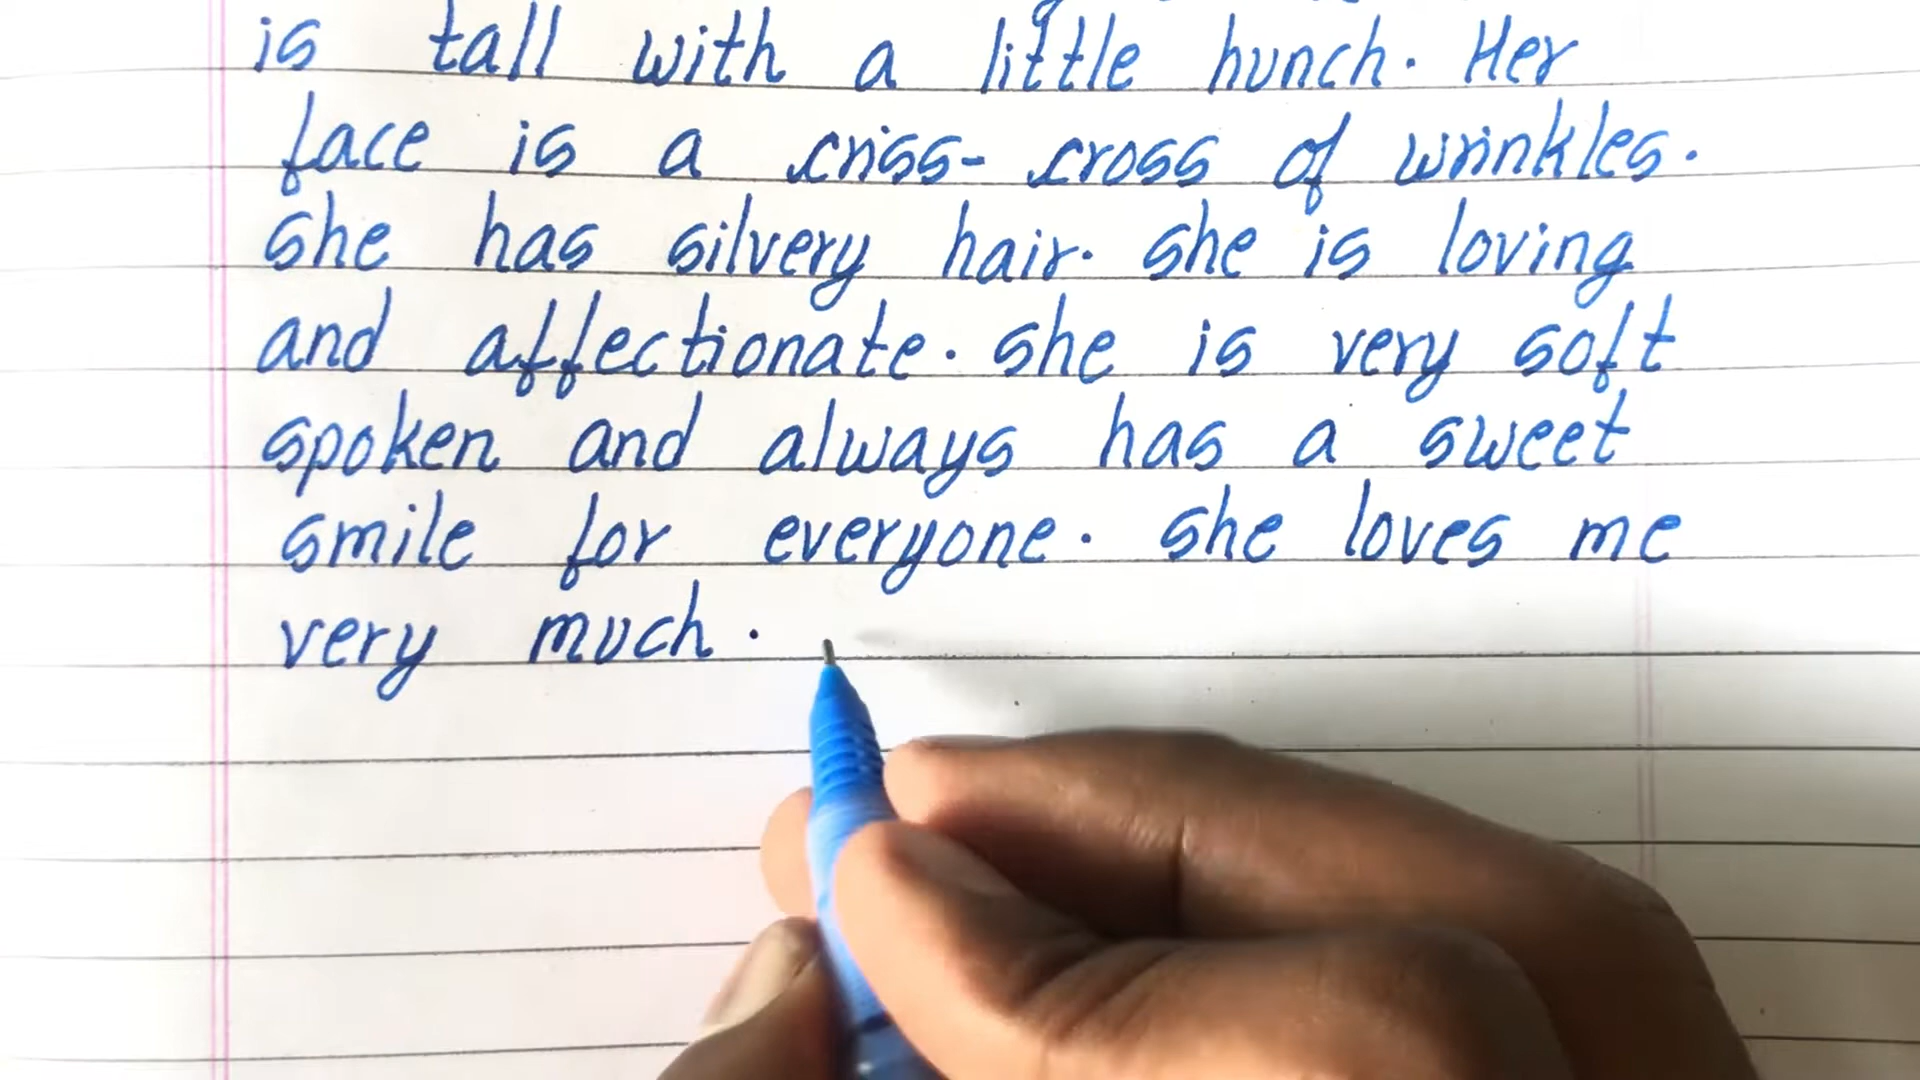 is tall with a little hunch. Her
face is a criss- cross of wrinkles.
she has silvery hair. she is loving
and affectionate. she is very soft
spoken and always has a sweet
smile for everyone. she loves me
very much.